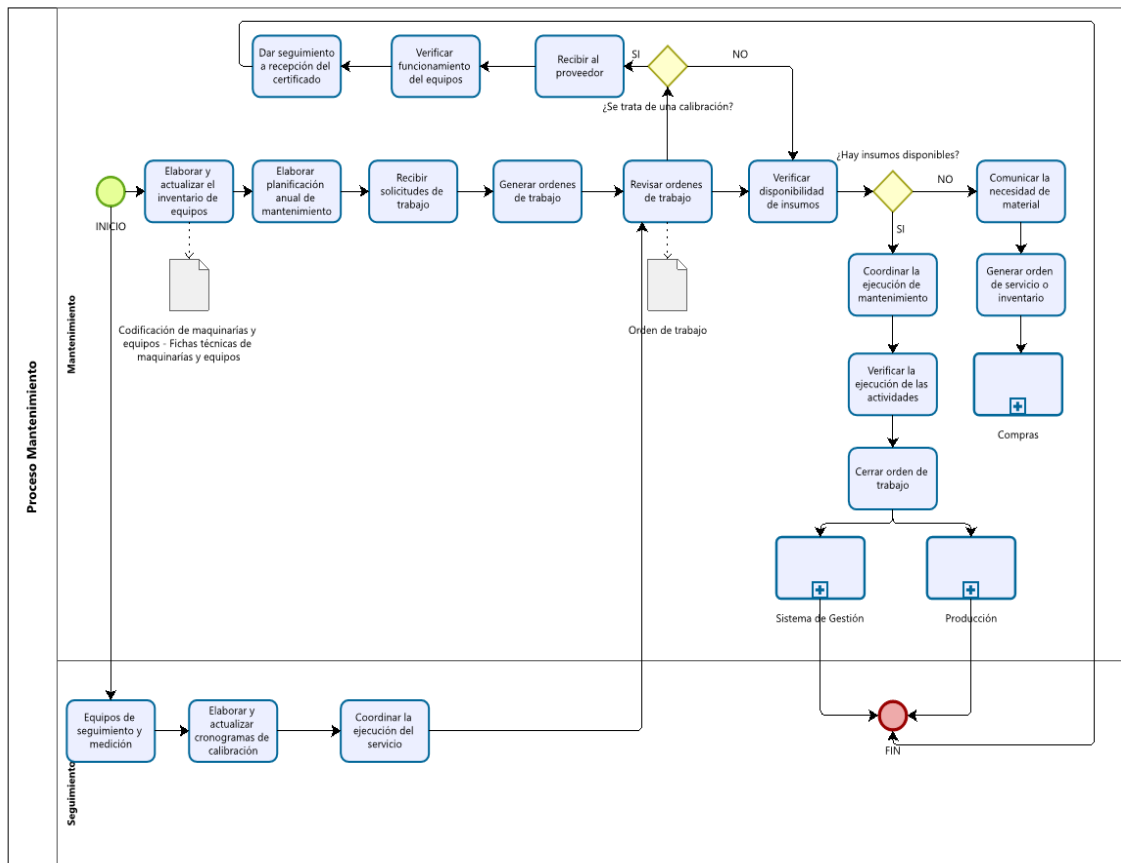 Proceso Mantenimiento
Mantenimiento
Dar seguimiento
a recepción del
certificado
Verificar
funcionamiento
del equipos
Recibir al
proveedor
SI
NO
¿Se trata de una calibración?
INICIO
Elaborar y
actualizar el
inventario de
equipos
Elaborar
planificación
anual de
mantenimiento
Recibir
solicitudes de
trabajo
Generar ordenes
de trabajo
Revisar ordenes
de trabajo
Verificar
disponibilidad
de insumos
¿Hay insumos disponibles?
NO
SI
Comunicar la
necesidad de
material
Codificación de maquinarías y
equipos - Fichas técnicas de
maquinarías y equipos
Orden de trabajo
Coordinar la
ejecución de
mantenimiento
Generar orden
de servicio o
inventario
Verificar la
ejecución de las
actividades
Compras
Cerrar orden de
trabajo
Sistema de Gestión
Producción
Seguimiento
Equipos de
seguimiento y
medición
Elaborar y
actualizar
cronogramas de
calibración
Coordinar la
ejecución del
servicio
FIN